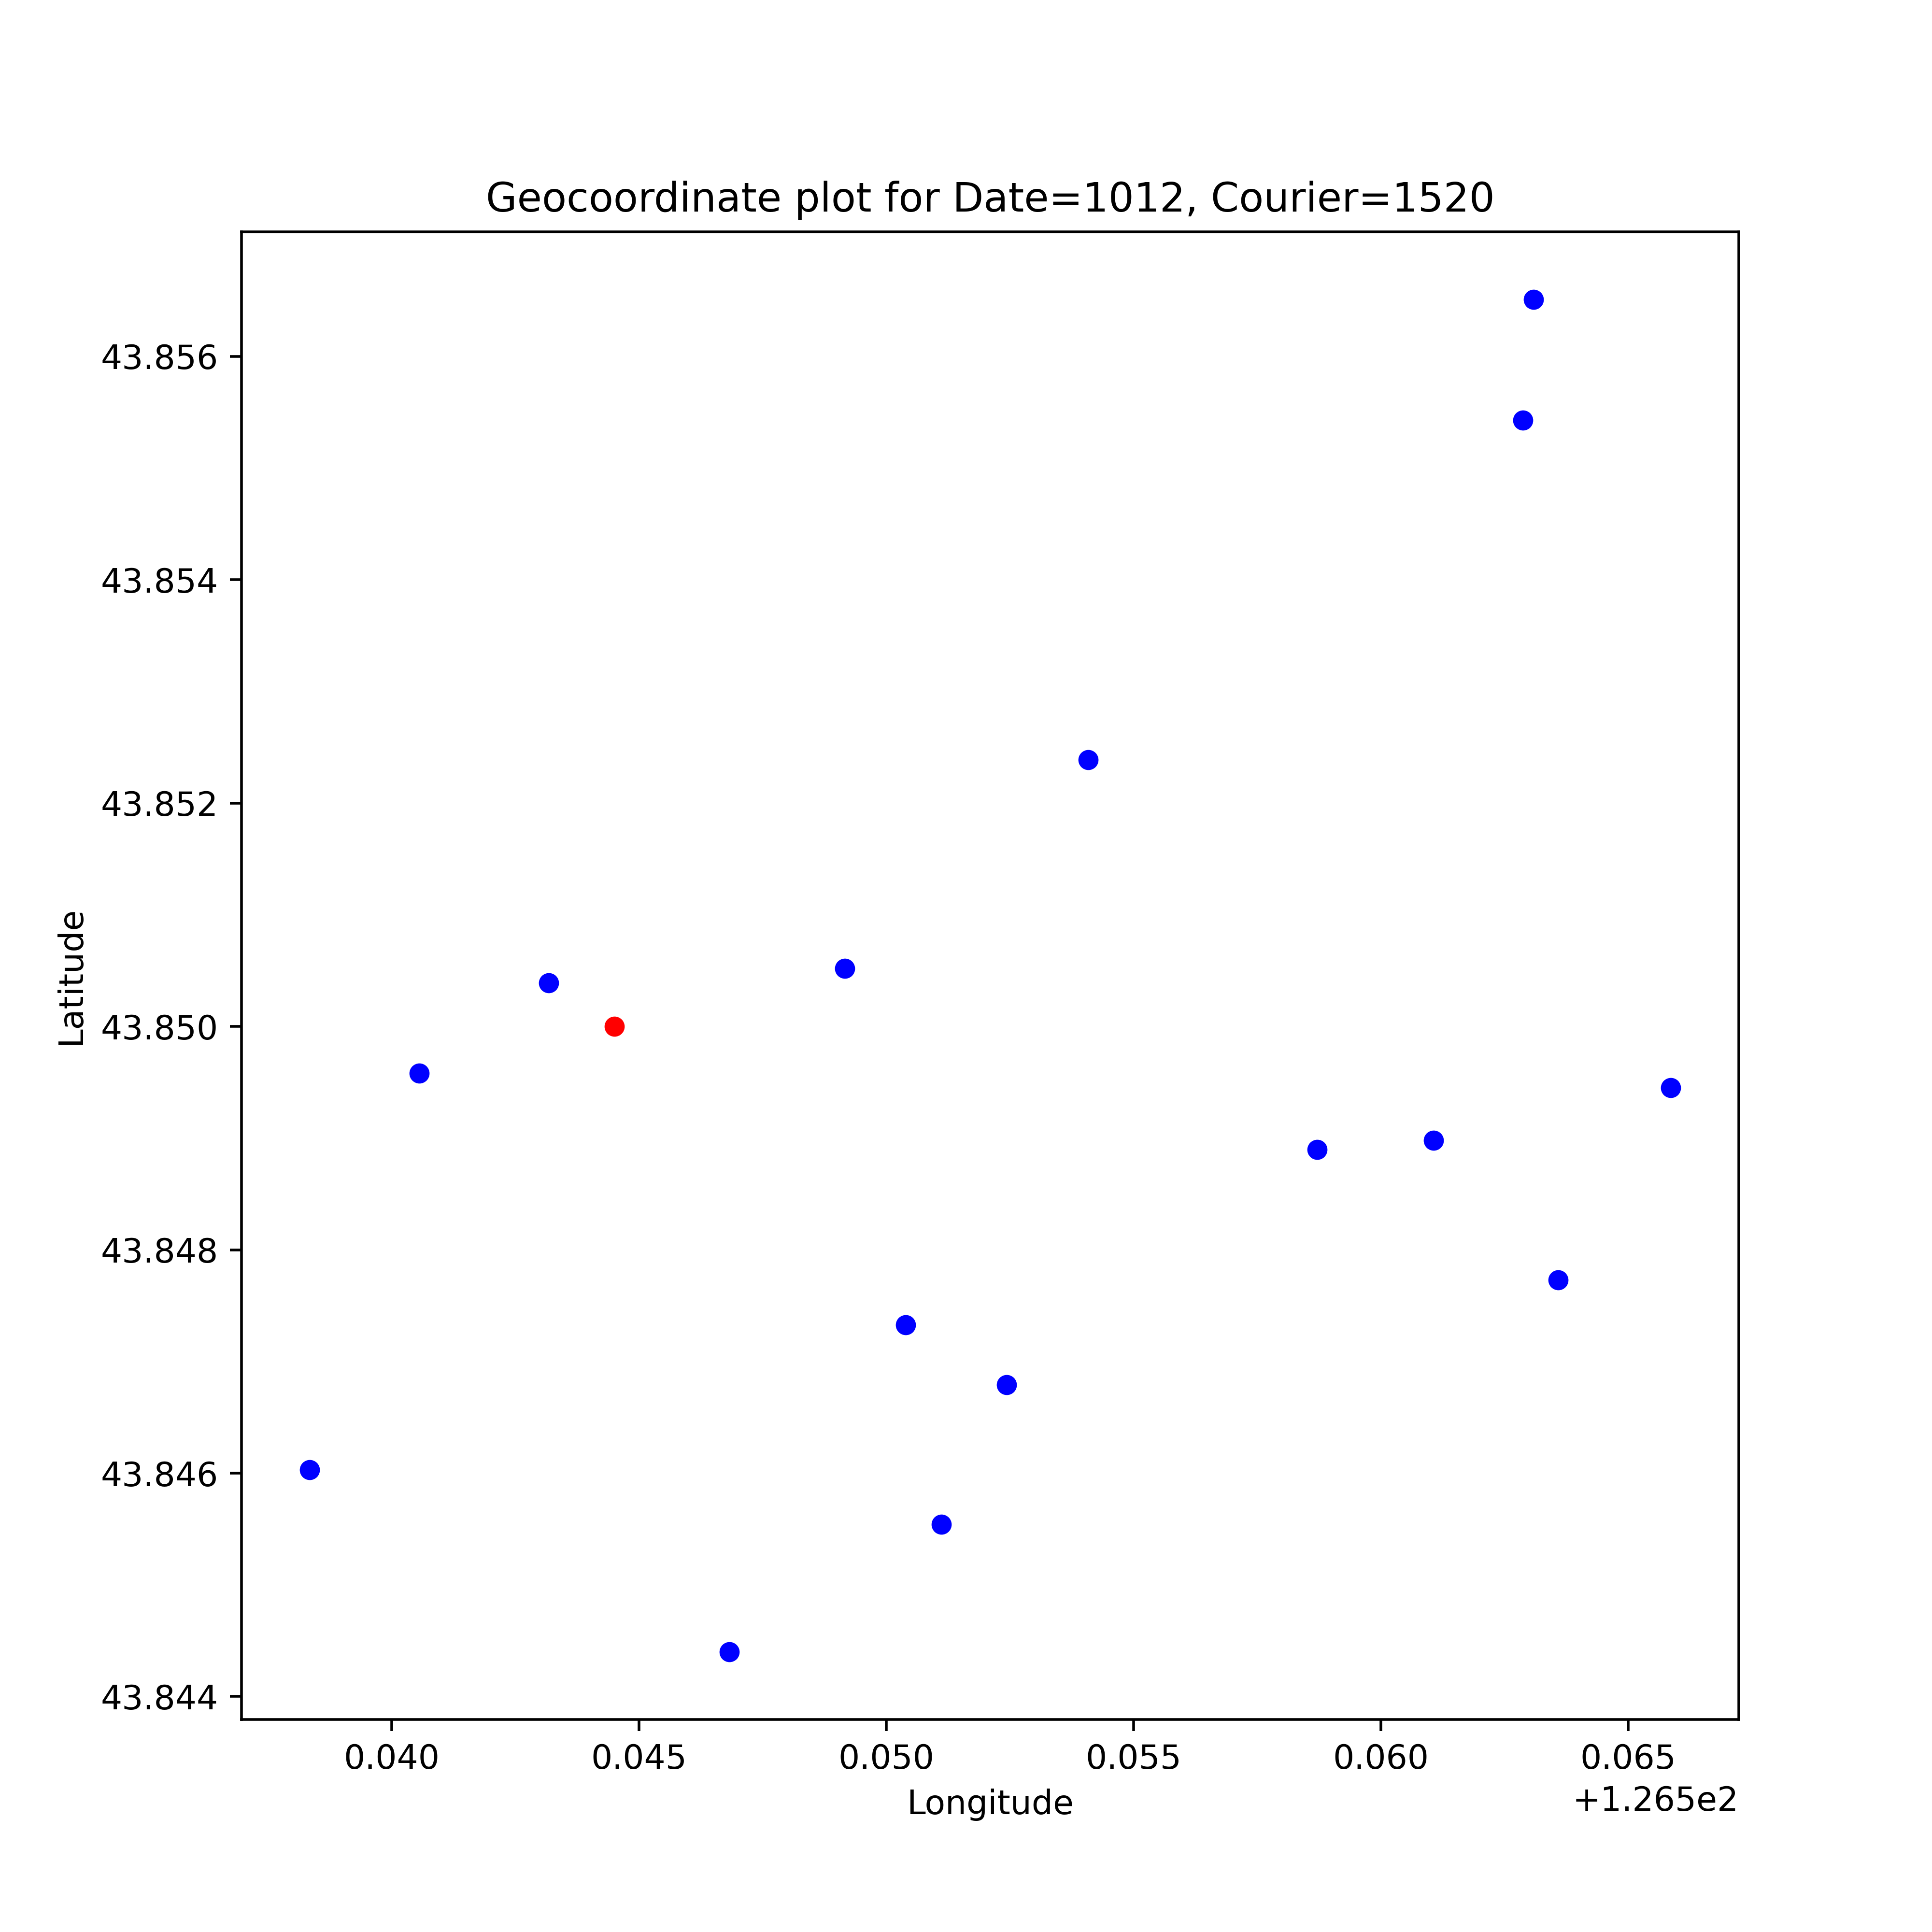 Geocoordinate plot for Date=1012, Courier=1520
43.856
43.854
43.852
43.850
43.848
43.846
43.844
Latitude
0.040 0.045 0.050 0.055 0.060 0.065
+1.265e2
Longitude